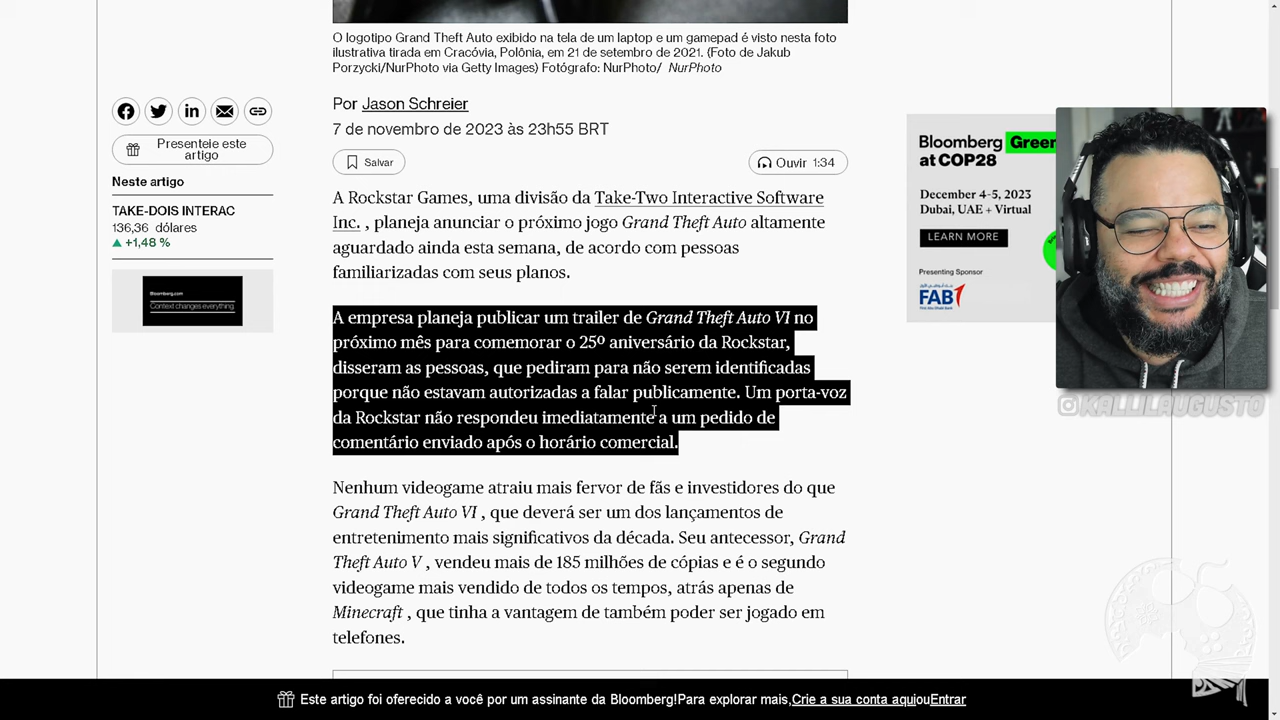 O logotipo Grand Theft Auto exibido na tela de um laptop e um gamepad é visto nesta foto
ilustrativa tirada em Cracóvia, Polônia, em 21 de setembro de 2021. (Foto de Jakub
Porzycki/NurPhoto via Getty Images) Fotógrafo: NurPhoto/ NurPhoto
Por Jason Schreier
7 de novembro de 2023 às 23h55 BRT
Salvar
Ouvir 1:34
Presenteie este
artigo
Neste artigo
TAKE-DOIS INTERAC
136,36 dólares
+1,48 %
Bloomberg.com
Context changes everything.
A Rockstar Games, uma divisão da Take-Two Interactive Software
Inc. , planeja anunciar o próximo jogo Grand Theft Auto altamente
aguardado ainda esta semana, de acordo com pessoas
familiarizadas com seus planos.
A empresa planeja publicar um trailer de Grand Theft Auto VI no
próximo mês para comemorar o 25º aniversário da Rockstar,
disseram as pessoas, que pediram para não serem identificadas
porque não estavam autorizadas a falar publicamente. Um porta-voz
da Rockstar não respondeu imediatamente a um pedido de
comentário enviado após o horário comercial.
Nenhum videogame atraiu mais fervor de fãs e investidores do que
Grand Theft Auto VI , que deverá ser um dos lançamentos de
entretenimento mais significativos da década. Seu antecessor, Grand
Theft Auto V , vendeu mais de 185 milhões de cópias e é o segundo
videogame mais vendido de todos os tempos, atrás apenas de
Minecraft , que tinha a vantagem de também poder ser jogado em
telefones.
Bloomberg Green
at COP28
December 4-5, 2023
Dubai, UAE + Virtual
LEARN MORE
Presenting Sponsor
FAB
@KALLILAUGUSTO
Este artigo foi oferecido a você por um assinante da Bloomberg!Para explorar mais,Crie a sua conta aquiouEntrar